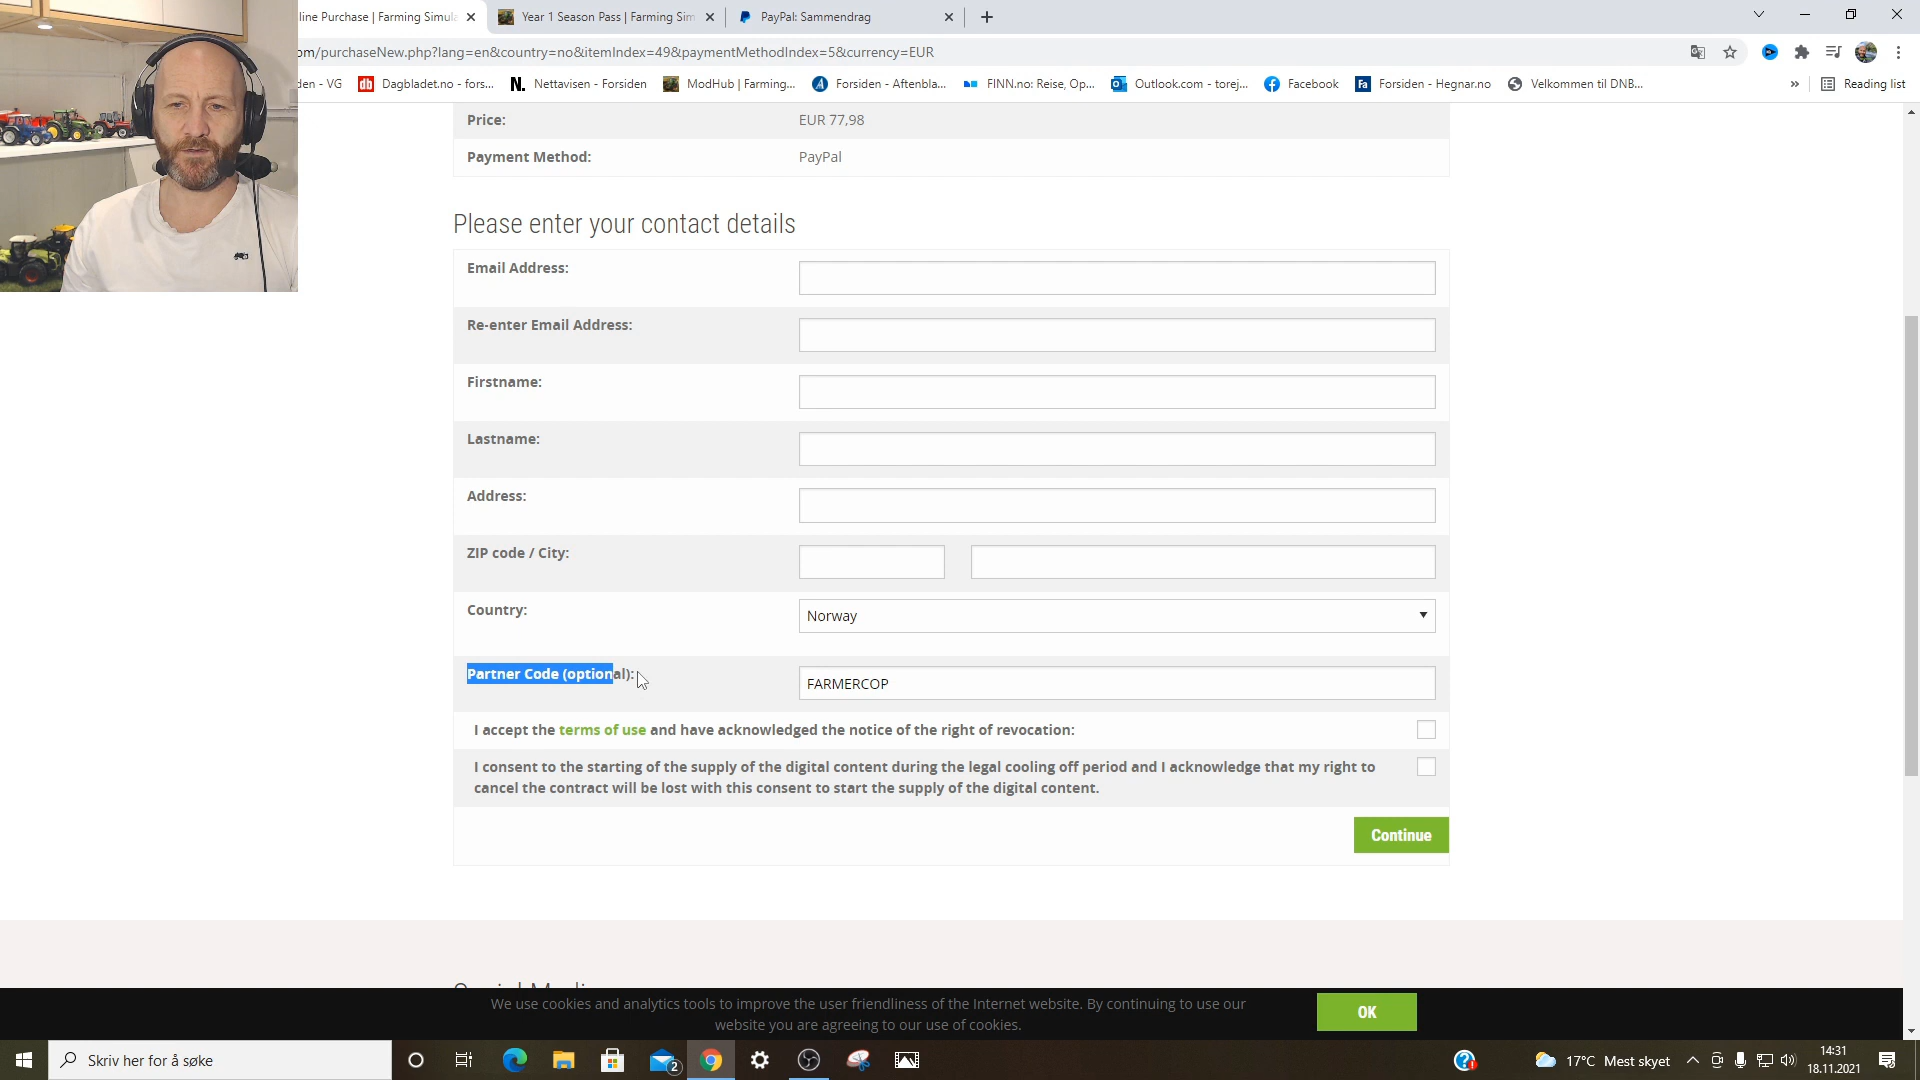 line Purchase | Farming Simula
Year 1 Season Pass | Farming Sim
PayPal: Sammendrag
om/purchaseNew.php?lang=en&country=no&itemIndex=49&paymentMethodIndex=5&currency=EUR
den - VG
db Dagbladet.no - fors...
N. Nettavisen - Forsiden
ModHub | Farming...
A Forsiden - Aftenbla...
FINN.no: Reise, Op...
Outlook.com - torej...
Facebook
Fa Forsiden - Hegnar.no
Velkommen til DNB...
»
Reading list
Price: EUR 77,98
Payment Method: PayPal
Please enter your contact details
Email Address:
Re-enter Email Address:
Firstname:
Lastname:
Address:
ZIP code / City:
Country: Norway
Partner Code (optional): FARMERCOP
I accept the terms of use and have acknowledged the notice of the right of revocation:
I consent to the starting of the supply of the digital content during the legal cooling off period and I acknowledge that my right to
cancel the contract will be lost with this consent to start the supply of the digital content.
Continue
We use cookies and analytics tools to improve the user friendliness of the Internet website. By continuing to use our
website you are agreeing to our use of cookies.
OK
Skriv her for å søke
2
17°C Mest skyet
14:31
18.11.2021